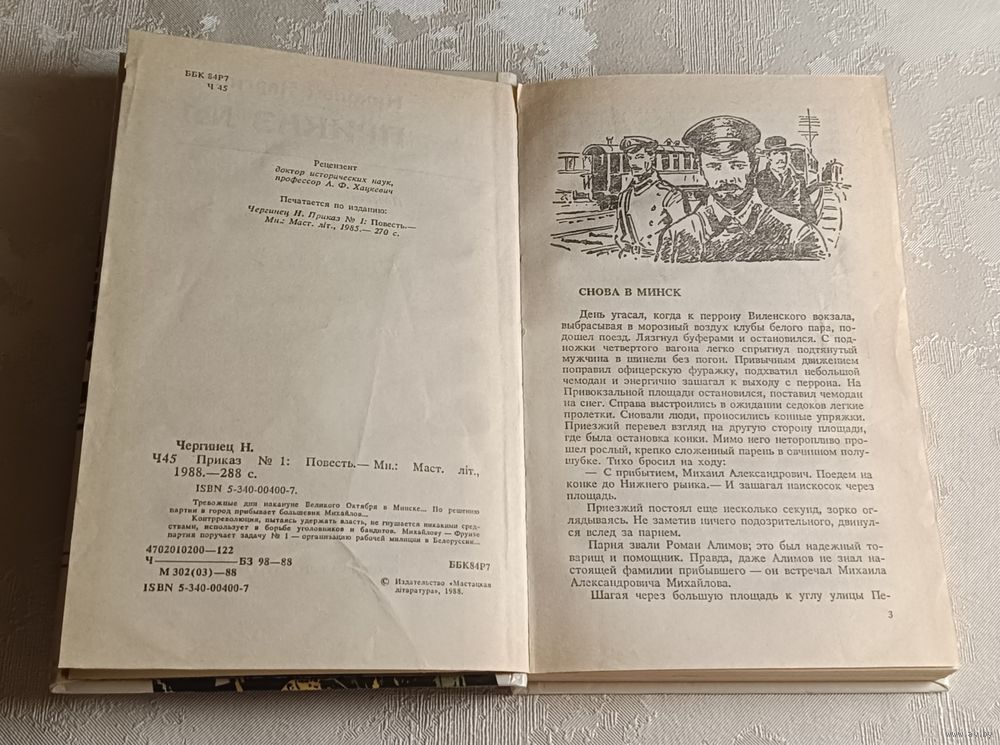 ББК 84Р7
Ч 45
Рецензент
доктор исторических наук,
профессор А. Ф. Хацкевич
Печатается по изданию:
Чергинец Н. Приказ № 1: Повесть.—
Мн.: Маст. літ., 1985.— 270 с.
Чергинец Н.
Ч45 Приказ № 1: Повесть.— Мн.: Маст. літ.,
1988.—288 с.
ISBN 5-340-00400-7.
Тревожные дни накануне Великого Октября в Минске... По решению
партии в город прибывает большевик Михайлов...
Контрреволюция, пытаясь удержать власть, не гнушается никакими сред-
ствами, использует в борьбе уголовников и бандитов. Михайлову — Фрунзе
партия поручает задачу № 1 — организацию рабочей милиции в Белоруссии...
4702010200—122
Ч————БЗ 98—88
М 302(03)—88
ББК84Р7
ISBN 5-340-00400-7
© Издательство «Мастацкая
літаратура», 1988.
СНОВА В МИНСК
День угасал, когда к перрону Виленского вокзала,
выбрасывая в морозный воздух клубы белого пара, по-
дошел поезд. Лязгнул буферами и остановился. С под-
ножки четвертого вагона легко спрыгнул подтянутый
мужчина в шинели без погон. Привычным движением
поправил офицерскую фуражку, подхватил небольшой
чемодан и энергично зашагал к выходу с перрона. На
Привокзальной площади остановился, поставил чемодан
на снег. Справа выстроились в ожидании седоков легкие
пролетки. Сновали люди, проносились конные упряжки.
Приезжий перевел взгляд на другую сторону площади,
где была остановка конки. Мимо него неторопливо про-
шел рослый, крепко сложенный парень в овчинном полу-
шубке. Тихо бросил на ходу:
— С прибытием, Михаил Александрович. Поедем на
конке до Нижнего рынка.— И зашагал наискосок через
площадь.
Приезжий постоял еще несколько секунд, зорко ог-
лядываясь. Не заметив ничего подозрительного, двинул-
ся вслед за парнем.
Парня звали Роман Алимов; это был надежный то-
варищ и помощник. Правда, даже Алимов не знал на-
стоящей фамилии прибывшего — он встречал Михаила
Александровича Михайлова.
Шагая через большую площадь к углу улицы Пе-
3